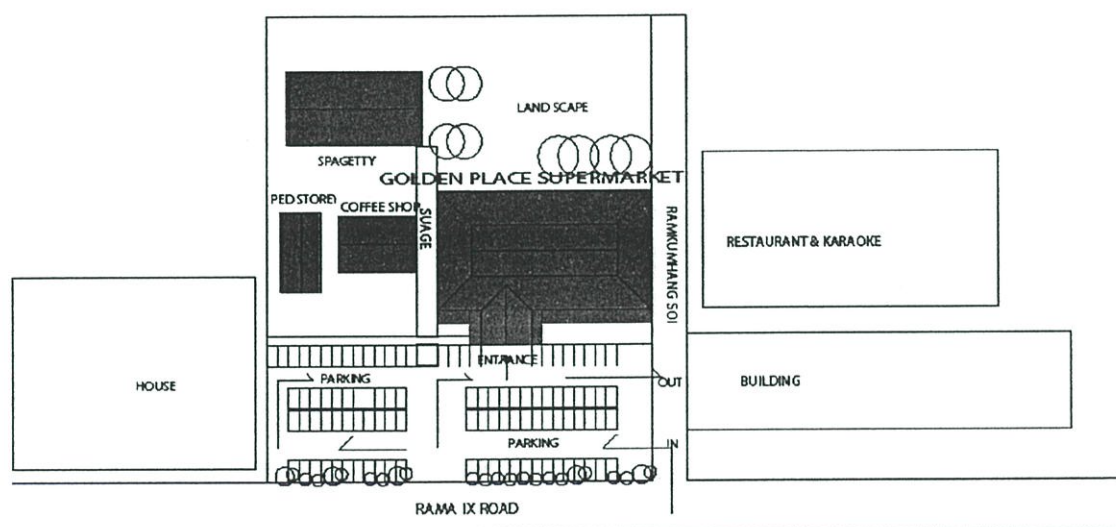 LAND SCAPE
SPAGETTY
GOLDEN PLACE SUPERMARKET
PED STORE)
COFFEE SHOP
SUAGE
RAMKUMHANG SOI
RESTAURANT & KARAOKE
ENTRANCE
PARKING
OUT
HOUSE
BUILDING
PARKING
IN
RAMA IX ROAD